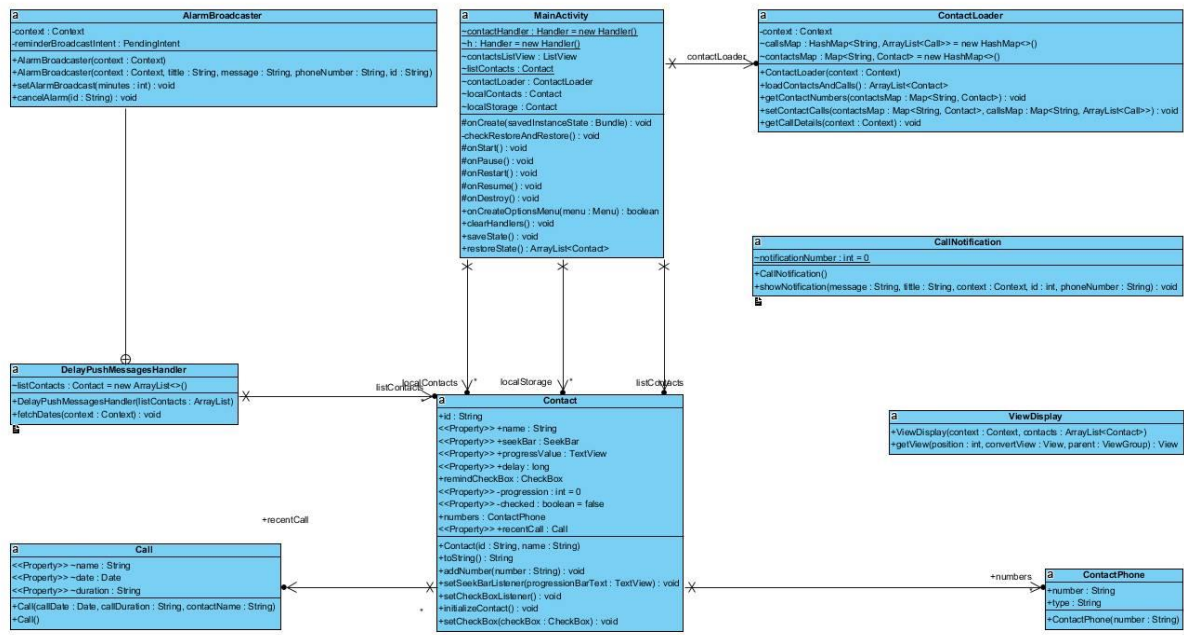 a AlarmBroadcaster
-context : Context
-reminderBroadcastIntent : PendingIntent
+AlarmBroadcaster(context : Context)
+AlarmBroadcaster(context : Context, tittle : String, message : String, phoneNumber : String, id : String)
+setAlarmBroadcast(minutes : int) : void
+cancelAlarm(id : String) : void
a MainActivity
~contactHandler : Handler = new Handler()
~h : Handler = new Handler()
~contactsListView : ListView
~listContacts : Contact
~contactLoader : ContactLoader
~localContacts : Contact
~localStorage : Contact
#onCreate(savedInstanceState : Bundle) : void
-checkRestoreAndRestore() : void
#onStart() : void
#onPause() : void
#onRestart() : void
#onResume() : void
#onDestroy() : void
+onCreateOptionsMenu(menu : Menu) : boolean
+clearHandlers() : void
+saveState() : void
+restoreState() : ArrayList<Contact>
contactLoader
a ContactLoader
-context : Context
~callsMap : HashMap<String, ArrayList<Call>> = new HashMap<>()
~contactsMap : Map<String, Contact> = new HashMap<>()
+ContactLoader(context : Context)
+loadContactsAndCalls() : ArrayList<Contact>
+getContactNumbers(contactsMap : Map<String, Contact>) : void
+setContactCalls(contactsMap : Map<String, Contact>, callsMap : Map<String, ArrayList<Call>>) : void
+getCallDetails(context : Context) : void
a CallNotification
~notificationNumber : int = 0
+CallNotification()
+showNotification(message : String, tittle : String, context : Context, id : int, phoneNumber : String) : void
a DelayPushMessagesHandler
~listContacts : Contact = new ArrayList<>()
+DelayPushMessagesHandler(listContacts : ArrayList)
+fetchDates(context : Context) : void
listContacts
*
localContacts
*
localStorage
*
listContacts
*
a Contact
+id : String
<<Property>> +name : String
<<Property>> +seekBar : SeekBar
<<Property>> +progressValue : TextView
<<Property>> +delay : long
+remindCheckBox : CheckBox
<<Property>> -progression : int = 0
<<Property>> -checked : boolean = false
+numbers : ContactPhone
<<Property>> +recentCall : Call
+Contact(id : String, name : String)
+toString() : String
+addNumber(number : String) : void
+setSeekBarListener(progressionBarText : TextView) : void
+setCheckBoxListener() : void
+initializeContact() : void
+setCheckBox(checkBox : CheckBox) : void
a ViewDisplay
+ViewDisplay(context : Context, contacts : ArrayList<Contact>)
+getView(position : int, convertView : View, parent : ViewGroup) : View
+recentCall
*
a Call
<<Property>> ~name : String
<<Property>> ~date : Date
<<Property>> ~duration : String
+Call(callDate : Date, callDuration : String, contactName : String)
+Call()
+numbers
*
a ContactPhone
+number : String
+type : String
+ContactPhone(number : String)